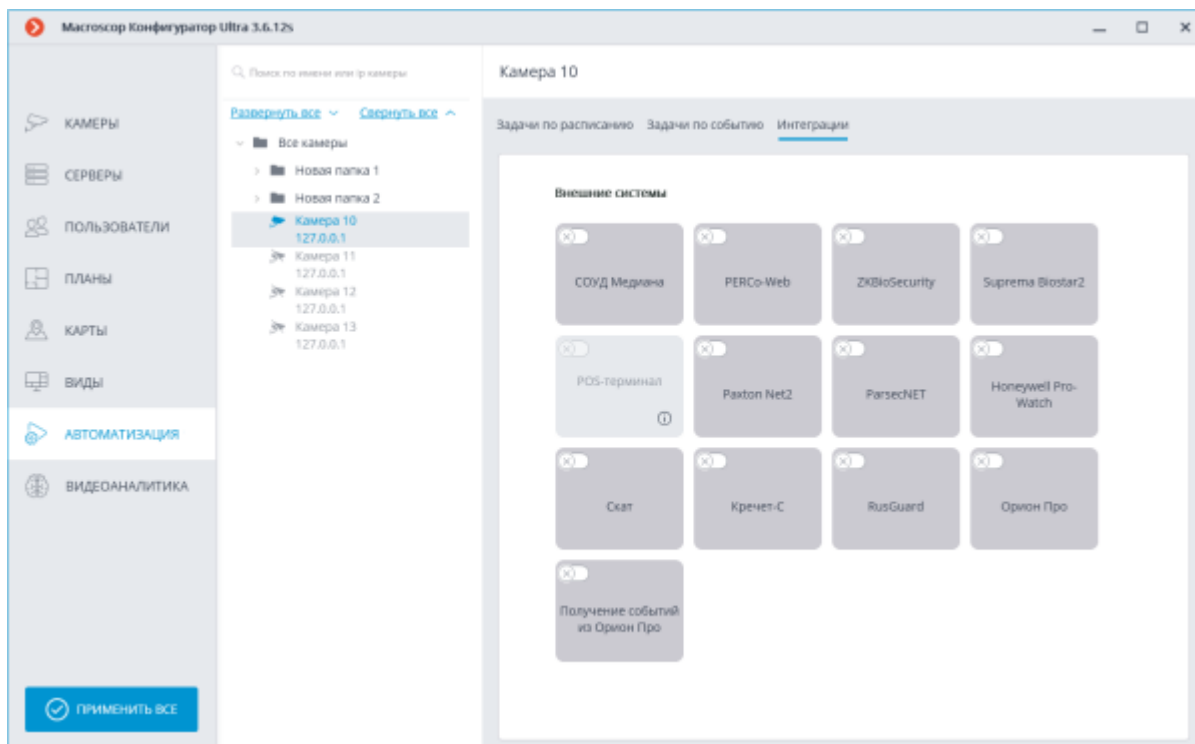 Macroscop Конфигуратор Ultra 3.6.12s
КАМЕРЫ
СЕРВЕРЫ
ПОЛЬЗОВАТЕЛИ
ПЛАНЫ
КАРТЫ
ВИДЫ
АВТОМАТИЗАЦИЯ
ВИДЕОАНАЛИТИКА
ПРИМЕНИТЬ ВСЕ
Поиск по имени или ip камеры
Развернуть все Свернуть все
Все камеры
Новая папка 1
Новая папка 2
Камера 10
127.0.0.1
Камера 11
127.0.0.1
Камера 12
127.0.0.1
Камера 13
127.0.0.1
Камера 10
Задачи по расписанию Задачи по событию Интеграции
Внешние системы
СОУД Медиана PERCo-Web ZKBioSecurity Suprema Biostar2
POS-терминал Paxton Net2 ParsecNET Honeywell Pro-
Watch
Скат Кречет-С RusGuard Орион Про
Получение событий
из Орион Про